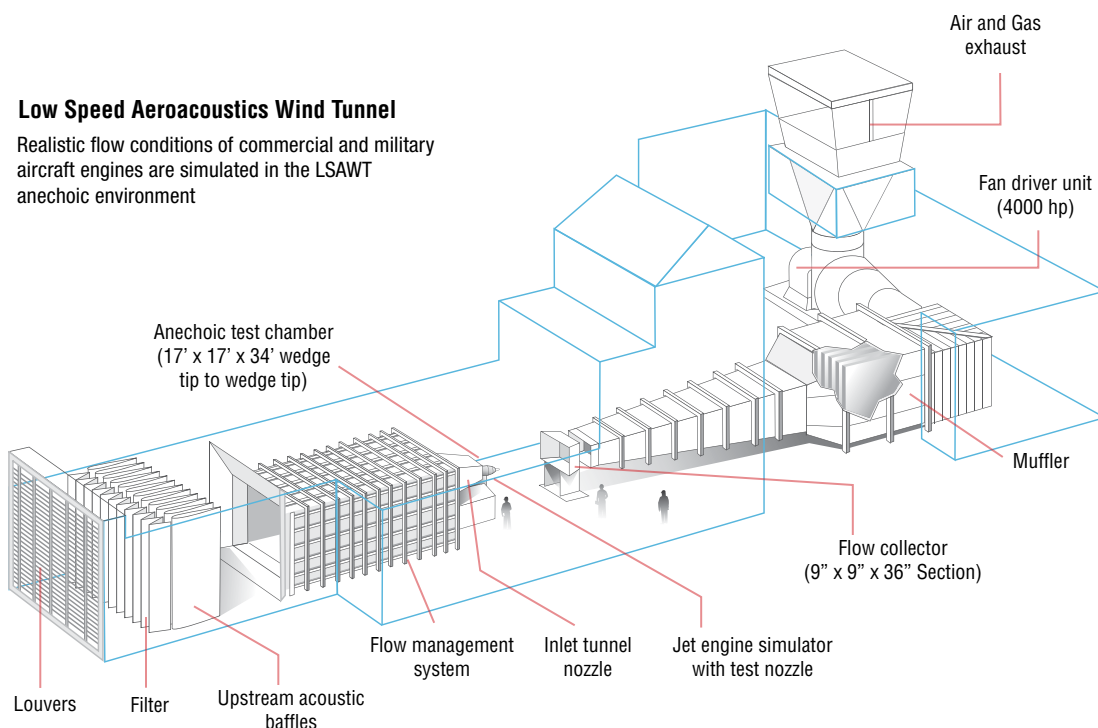 Air and Gas
exhaust
Low Speed Aeroacoustics Wind Tunnel
Realistic flow conditions of commercial and military
aircraft engines are simulated in the LSAWT
anechoic environment
Fan driver unit
(4000 hp)
Anechoic test chamber
(17’ x 17’ x 34’ wedge
tip to wedge tip)
Muffler
Flow collector
(9” x 9” x 36” Section)
Flow management
system
Inlet tunnel
nozzle
Jet engine simulator
with test nozzle
Louvers
Filter
Upstream acoustic
baffles